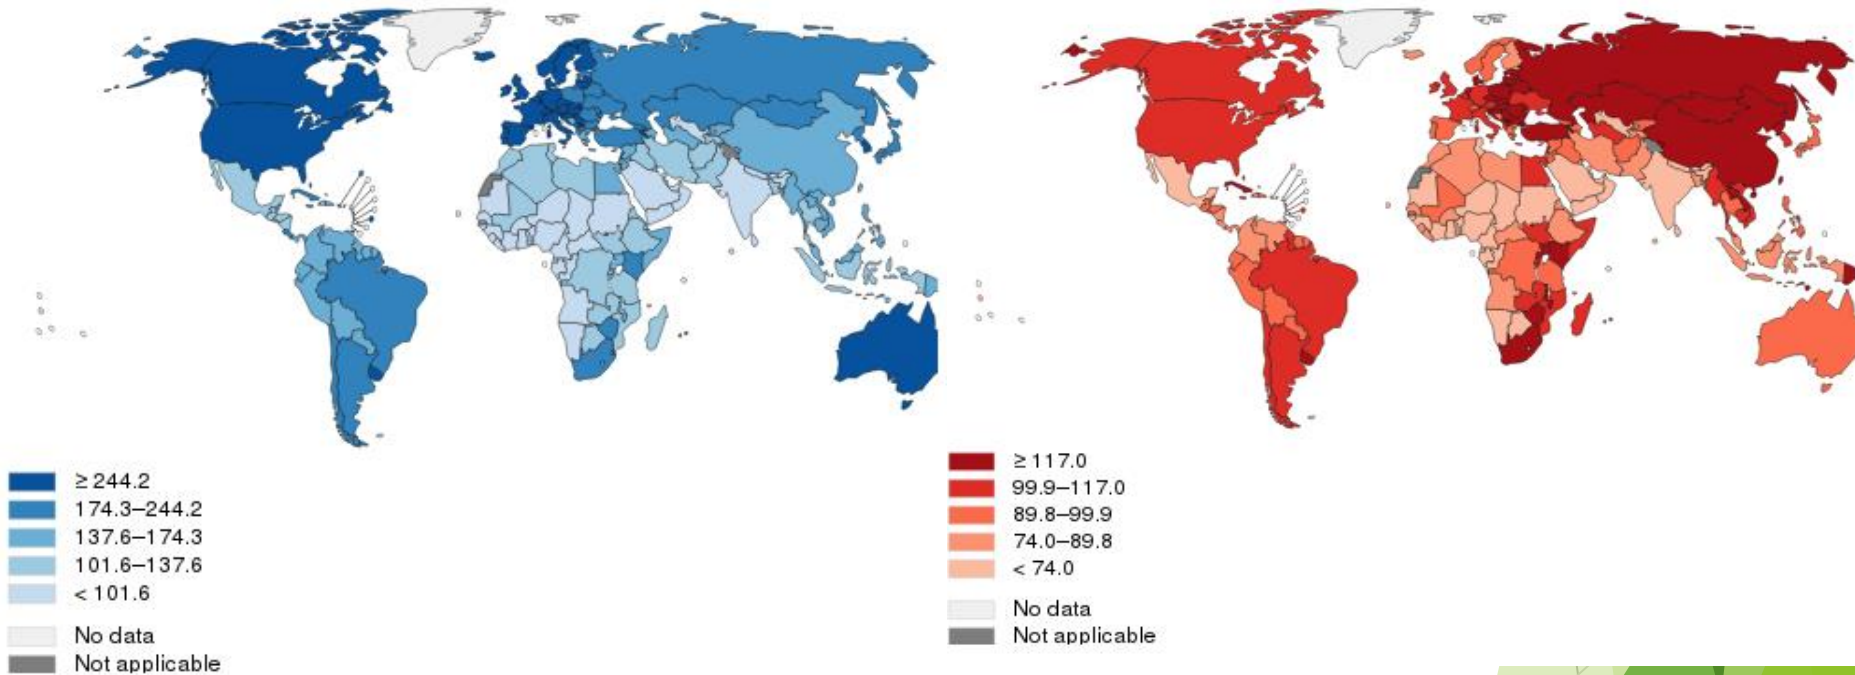 ≥ 244.2
174.3–244.2
137.6–174.3
101.6–137.6
< 101.6
No data
Not applicable
≥ 117.0
99.9–117.0
89.8–99.9
74.0–89.8
< 74.0
No data
Not applicable